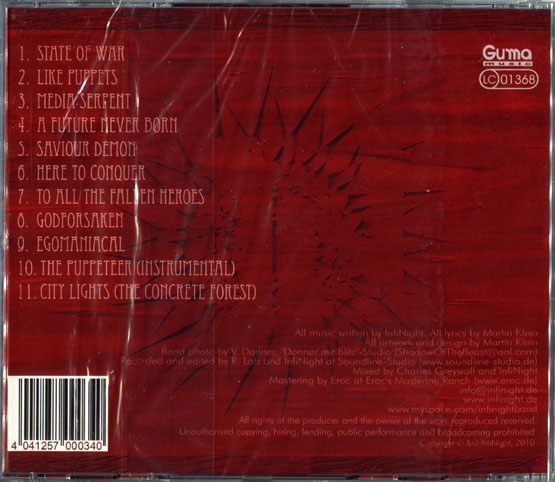 1. STATE OF WAR
2. LIKE PUPPETS
3. MEDIA SERPENT
4. A FUTURE NEVER BORN
5. SAVIOUR DEMON
6. HERE TO CONQUER
7. TO ALL THE FALLEN HEROES
8. GODFORSAKEN
9. EGOMANIACAL
10. THE PUPPETEER (INSTRUMENTAL)
11. CITY LIGHTS (THE CONCRETE FOREST)
Guma
music
LC 01368
All music written by InfiNight. All lyrics by Martin Klein
All artwork and design by Martin Klein
Band photo by V. Danner, "Danner mit Blitz"-Studio (ShadowOfThyBeast@aol.com)
Recorded and edited by R. Lotz and InfiNight at Soundline-Studio (www.soundline-studio.de)
Mixed by Charles Greywolf and InfiNight
Mastering by Eroc at Eroc's Mastering Ranch (www.eroc.de)
info@infinight.de
www.infinight.de
www.myspace.com/infinightband
All rights of the producer and the owner of the work reproduced reserved.
Unauthorised copying, hiring, lending, public performance and broadcasting prohibited.
Copyright © &(p) InfiNight, 2010
4 041257 000340